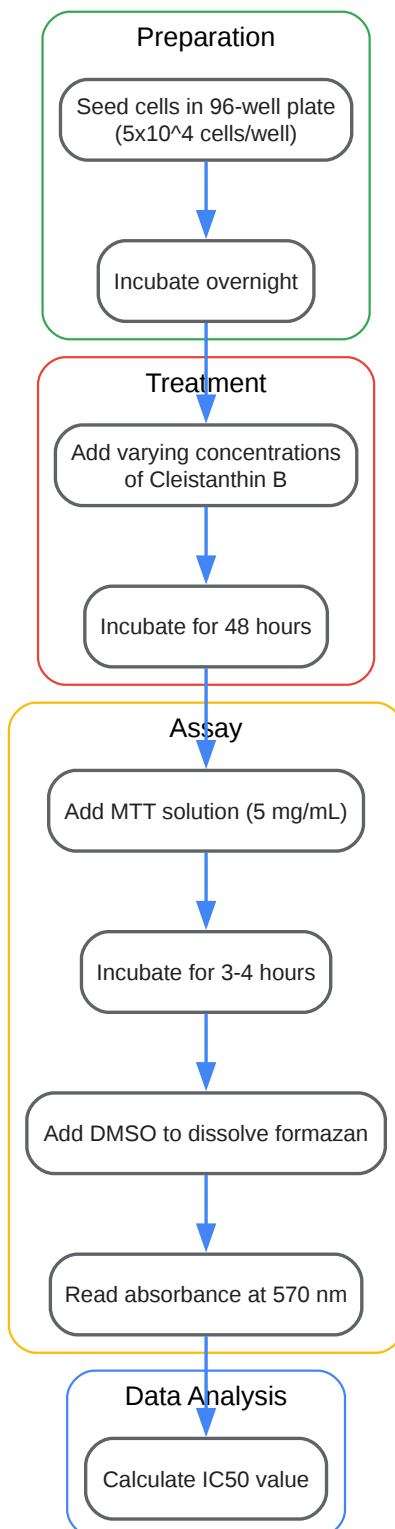 Preparation
Seed cells in 96-well plate
(5x10^4 cells/well)
Incubate overnight
Treatment
Add varying concentrations
of Cleistanthin B
Incubate for 48 hours
Assay
Add MTT solution (5 mg/mL)
Incubate for 3-4 hours
Add DMSO to dissolve formazan
Read absorbance at 570 nm
Data Analysis
Calculate IC50 value